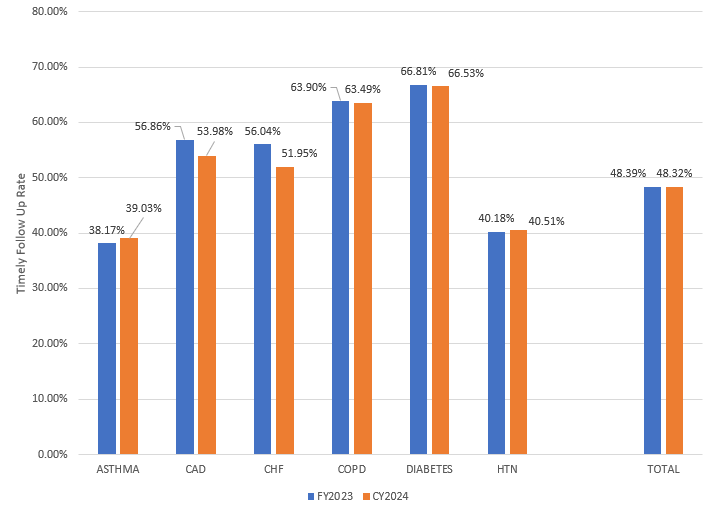 80.00%
70.00%
60.00%
50.00%
40.00%
30.00%
20.00%
10.00%
0.00%
Timely Follow Up Rate
38.17%
39.03%
56.86%
53.98%
56.04%
51.95%
63.90%
63.49%
66.81%
66.53%
40.18%
40.51%
48.39%
48.32%
ASTHMA
CAD
CHF
COPD
DIABETES
HTN
TOTAL
FY2023
CY2024